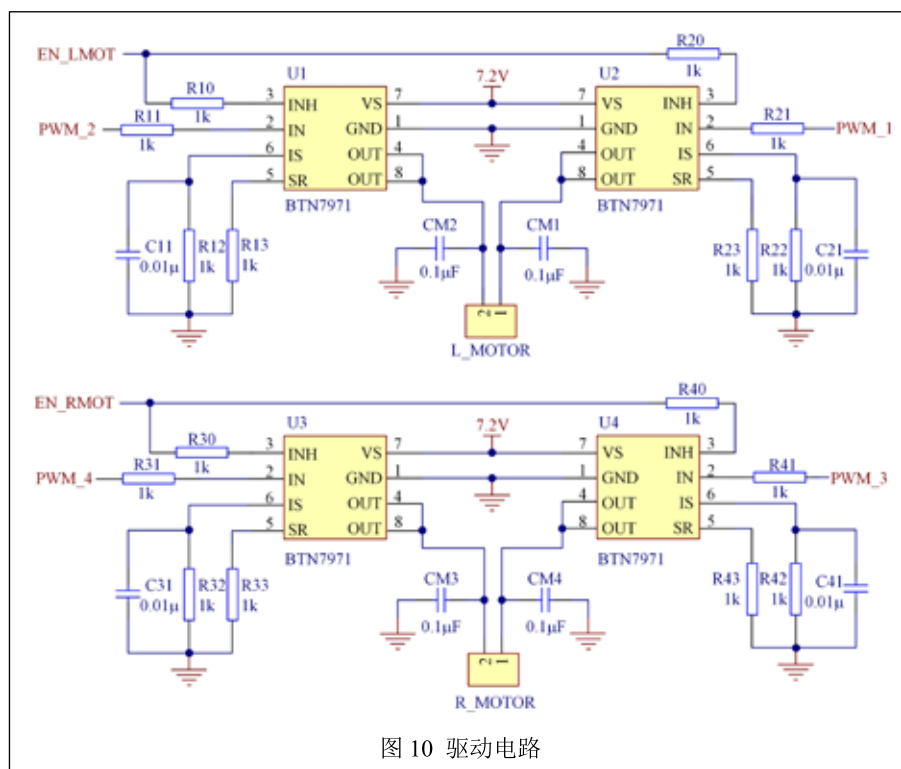 EN_LMOT
R20
1k
U1
U2
7.2V
R10
1k
3 INH VS 7
7 VS INH 3
PWM_2
R11
1k
2 IN GND 1
1 GND IN 2
R21
1k
PWM_1
6 IS OUT 4
4 OUT IS 6
5 SR OUT 8
8 OUT SR 5
BTN7971
BTN7971
C11
0.01μ
R12
1k
R13
1k
CM2
0.1μF
CM1
0.1μF
R23
1k
R22
1k
C21
0.01μ
2 1
L_MOTOR
EN_RMOT
R40
1k
U3
U4
7.2V
R30
1k
3 INH VS 7
7 VS INH 3
PWM_4
R31
1k
2 IN GND 1
1 GND IN 2
R41
1k
PWM_3
6 IS OUT 4
4 OUT IS 6
5 SR OUT 8
8 OUT SR 5
BTN7971
BTN7971
C31
0.01μ
R32
1k
R33
1k
CM3
0.1μF
CM4
0.1μF
R43
1k
R42
1k
C41
0.01μ
2 1
R_MOTOR
图 10 驱动电路